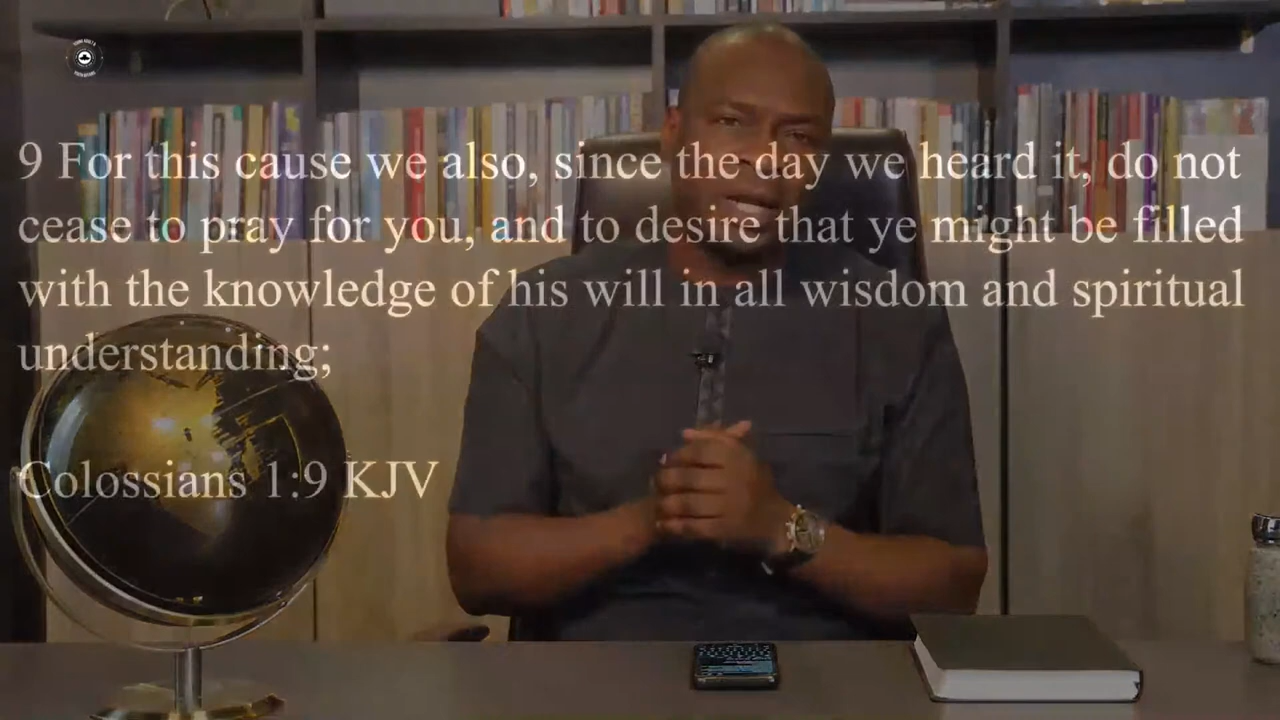 9 For this cause we also, since the day we heard it, do not
cease to pray for you, and to desire that ye might be filled
with the knowledge of his will in all wisdom and spiritual
understanding;
Colossians 1:9 KJV